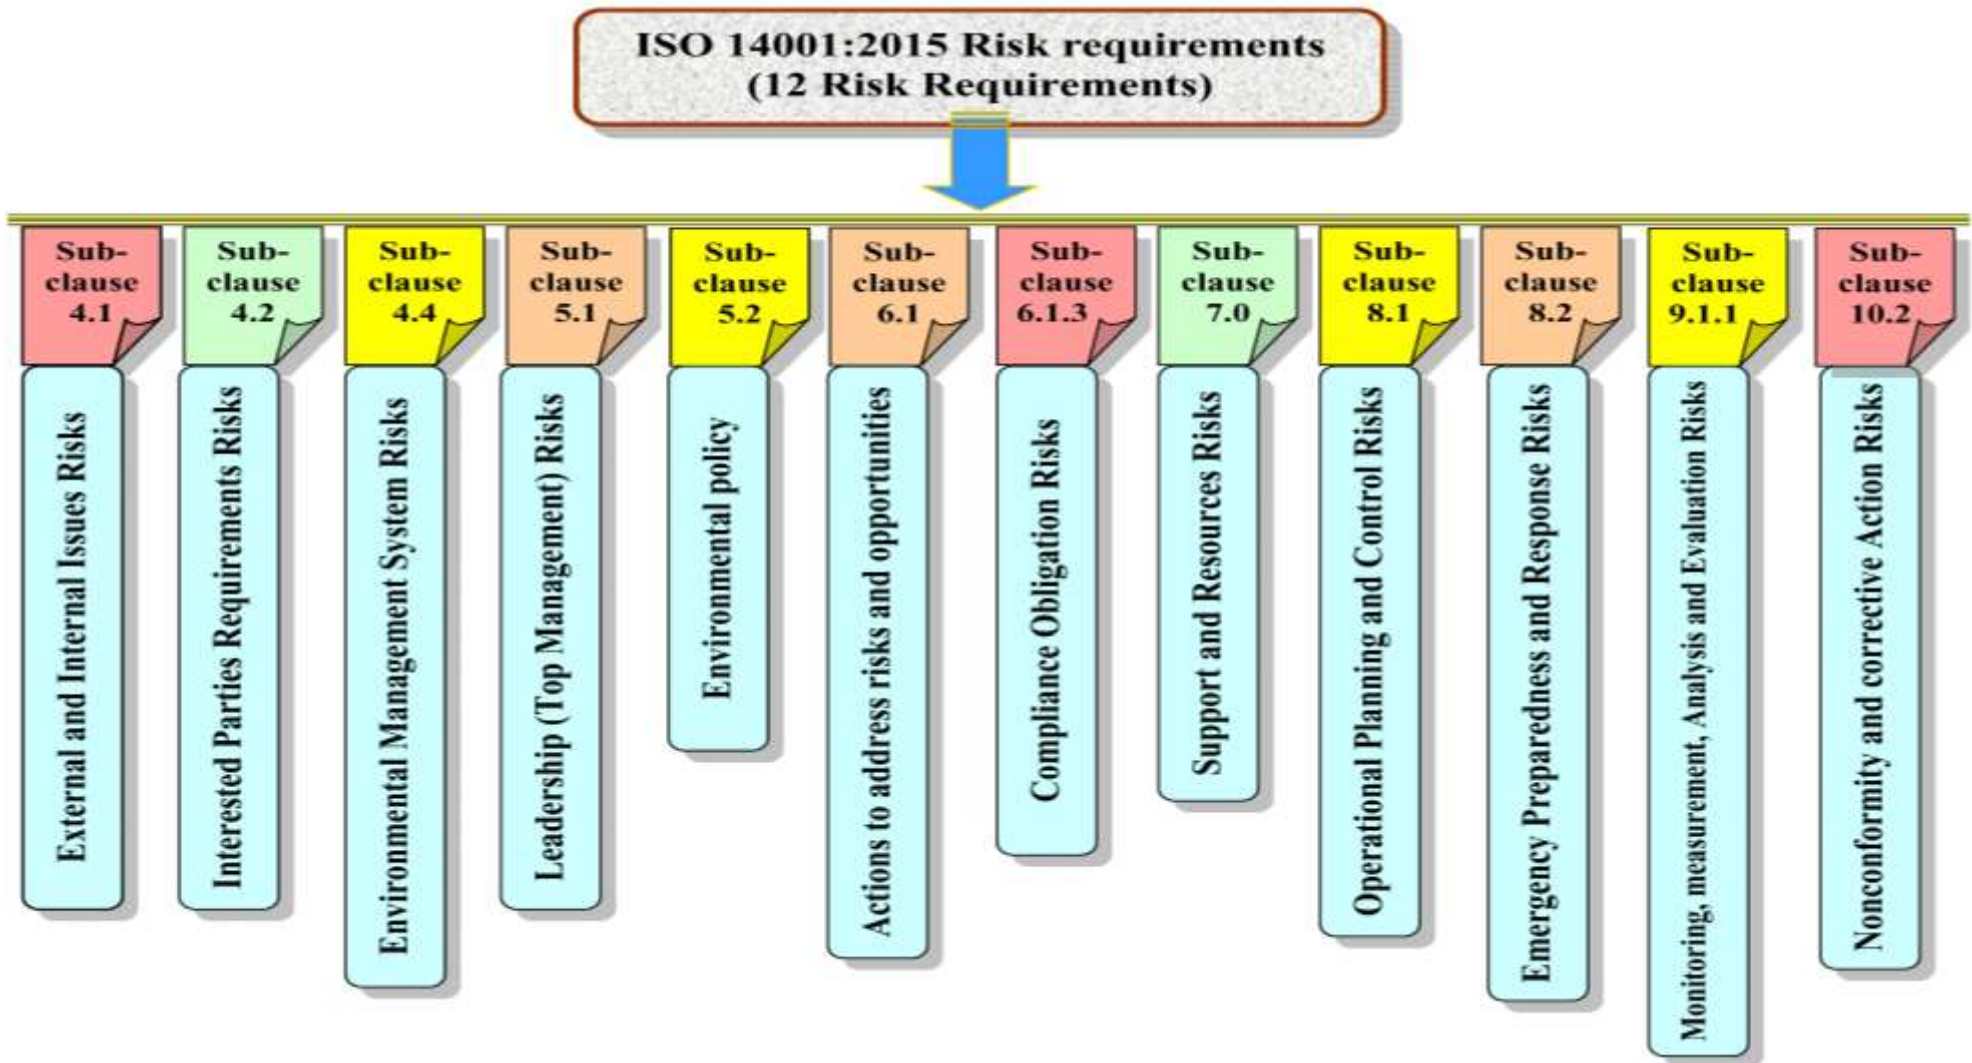 ISO 14001:2015 Risk requirements
(12 Risk Requirements)
Sub-
clause
4.1
External and Internal Issues Risks
Sub-
clause
4.2
Interested Parties Requirements Risks
Sub-
clause
4.4
Environmental Management System Risks
Sub-
clause
5.1
Leadership (Top Management) Risks
Sub-
clause
5.2
Environmental policy
Sub-
clause
6.1
Actions to address risks and opportunities
Sub-
clause
6.1.3
Compliance Obligation Risks
Sub-
clause
7.0
Support and Resources Risks
Sub-
clause
8.1
Operational Planning and Control Risks
Sub-
clause
8.2
Emergency Preparedness and Response Risks
Sub-
clause
9.1.1
Monitoring, measurement, Analysis and Evaluation Risks
Sub-
clause
10.2
Nonconformity and corrective Action Risks